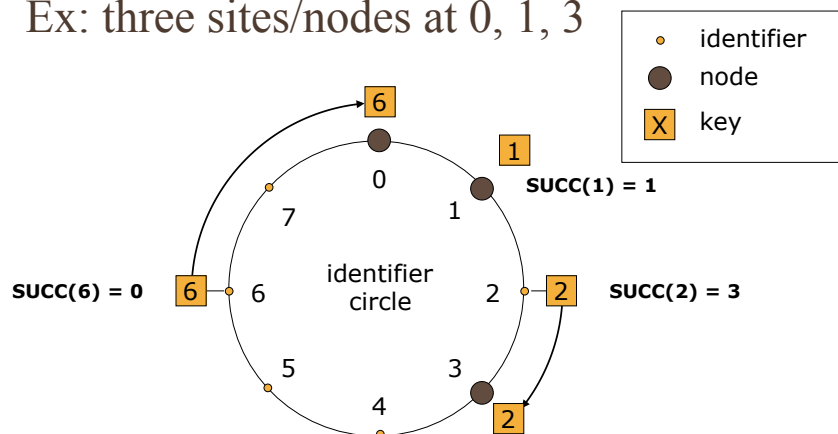 Ex: three sites/nodes at 0, 1, 3
identifier
node
X key
6
1
0
SUCC(1) = 1
1
7
identifier
circle
SUCC(6) = 0
6
6
2
2
SUCC(2) = 3
5
3
4
2